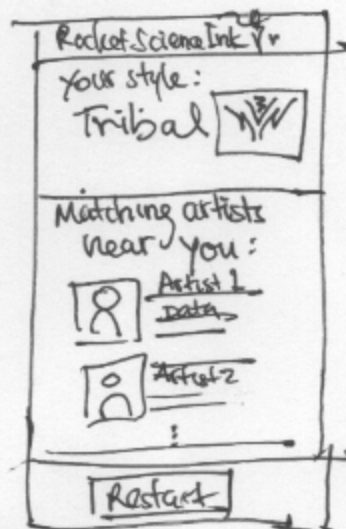 RocketScienceInk
Your style:
Tribal
Matching artists
near you:
Artist 1
Data
Artist 2
Restart